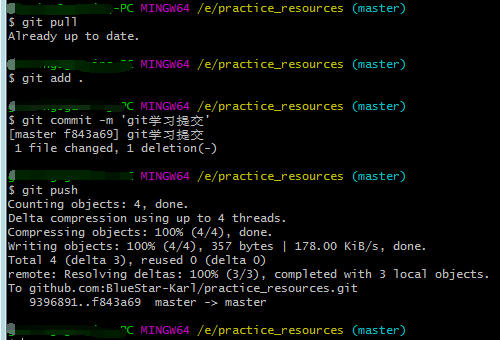 -PC MINGW64 /e/practice_resources (master)
$ git pull
Already up to date.
PC MINGW64 /e/practice_resources (master)
$ git add .
PC MINGW64 /e/practice_resources (master)
$ git commit -m 'git学习提交'
[master f843a69] git学习提交
1 file changed, 1 deletion(-)
-PC MINGW64 /e/practice_resources (master)
$ git push
Counting objects: 4, done.
Delta compression using up to 4 threads.
Compressing objects: 100% (4/4), done.
Writing objects: 100% (4/4), 357 bytes | 178.00 KiB/s, done.
Total 4 (delta 3), reused 0 (delta 0)
remote: Resolving deltas: 100% (3/3), completed with 3 local objects.
To github.com:BlueStar-Karl/practice_resources.git
9396891..f843a69 master -> master
-PC MINGW64 /e/practice_resources (master)